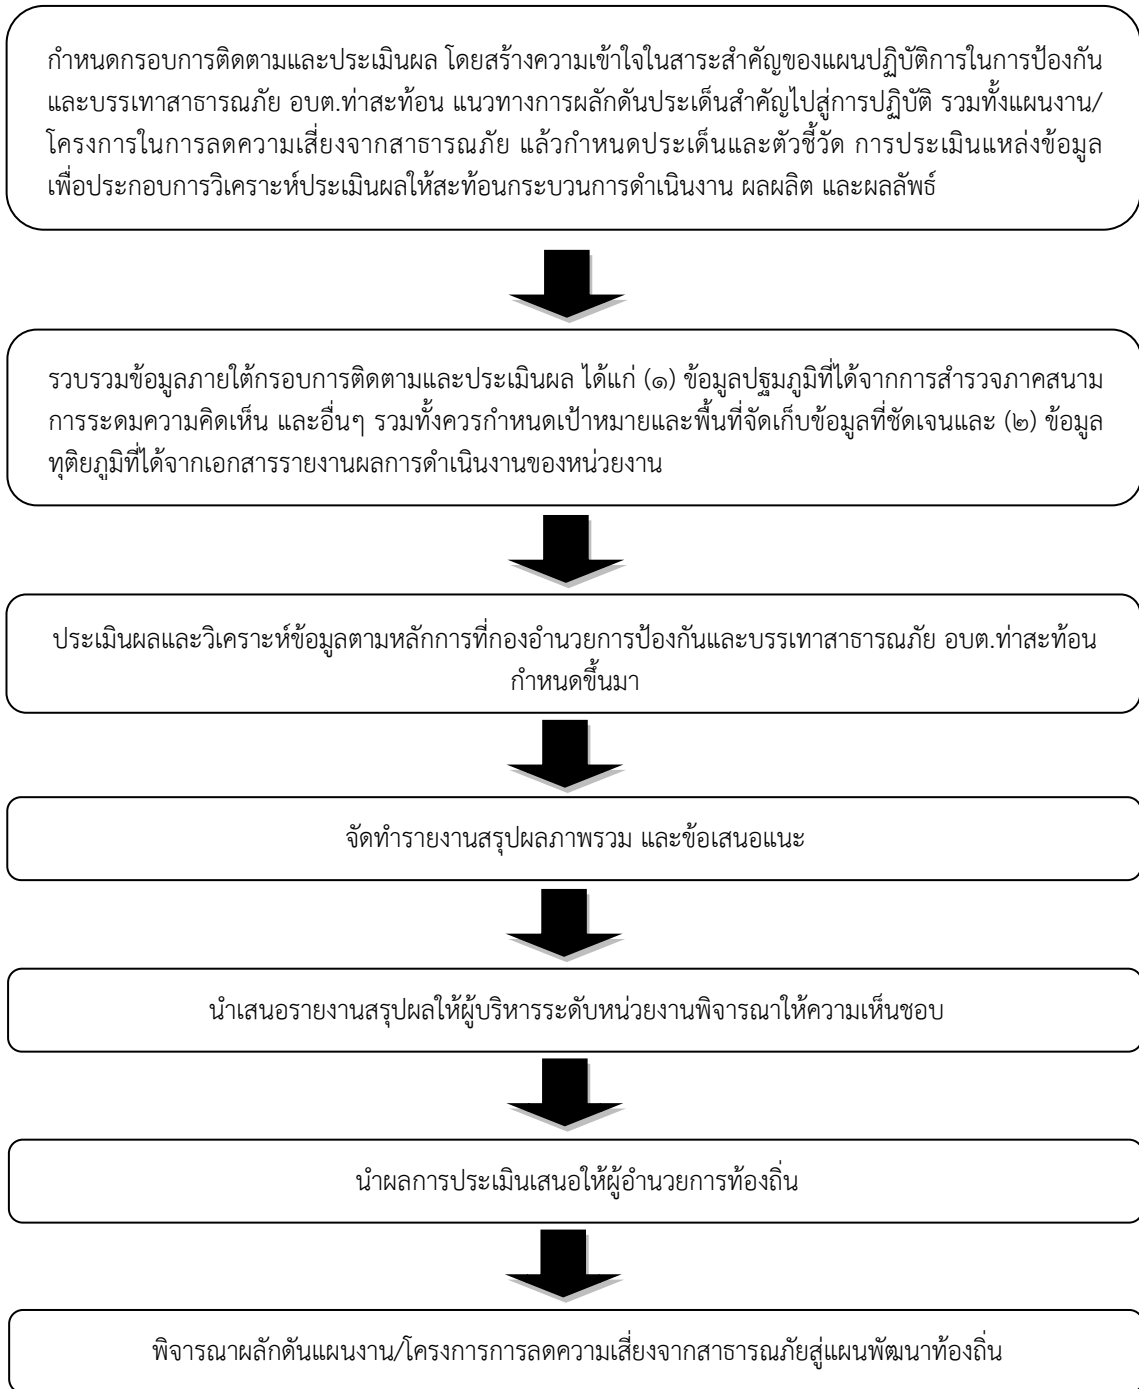 กำหนดกรอบการติดตามและประเมินผล โดยสร้างความเข้าใจในสาระสำคัญของแผนปฏิบัติการในการป้องกัน
และบรรเทาสาธารณภัย อบต.ท่าสะท้อน แนวทางการผลักดันประเด็นสำคัญไปสู่การปฏิบัติ รวมทั้งแผนงาน/
โครงการในการลดความเสี่ยงจากสาธารณภัย แล้วกำหนดประเด็นและตัวชี้วัด การประเมินแหล่งข้อมูล
เพื่อประกอบการวิเคราะห์ประเมินผลให้สะท้อนกระบวนการดำเนินงาน ผลผลิต และผลลัพธ์
รวบรวมข้อมูลภายใต้กรอบการติดตามและประเมินผล ได้แก่ (๑) ข้อมูลปฐมภูมิที่ได้จากการสำรวจภาคสนาม
การระดมความคิดเห็น และอื่นๆ รวมทั้งควรกำหนดเป้าหมายและพื้นที่จัดเก็บข้อมูลที่ชัดเจนและ (๒) ข้อมูล
ทุติยภูมิที่ได้จากเอกสารรายงานผลการดำเนินงานของหน่วยงาน
ประเมินผลและวิเคราะห์ข้อมูลตามหลักการที่กองอำนวยการป้องกันและบรรเทาสาธารณภัย อบต.ท่าสะท้อน
กำหนดขึ้นมา
จัดทำรายงานสรุปผลภาพรวม และข้อเสนอแนะ
นำเสนอรายงานสรุปผลให้ผู้บริหารระดับหน่วยงานพิจารณาให้ความเห็นชอบ
นำผลการประเมินเสนอให้ผู้อำนวยการท้องถิ่น
พิจารณาผลักดันแผนงาน/โครงการการลดความเสี่ยงจากสาธารณภัยสู่แผนพัฒนาท้องถิ่น